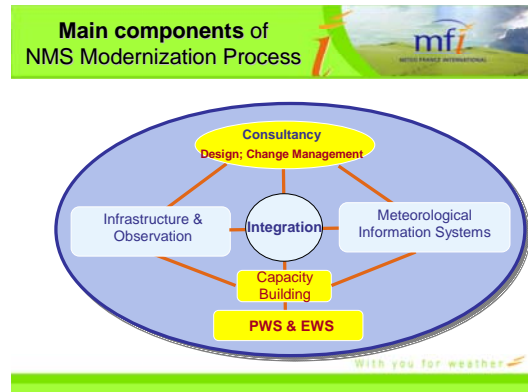 Main components of
NMS Modernization Process
mfi
METEO FRANCE INTERNATIONAL
Consultancy
Design; Change Management
Infrastructure &
Observation
Integration
Meteorological
Information Systems
Capacity
Building
PWS & EWS
With you for weather